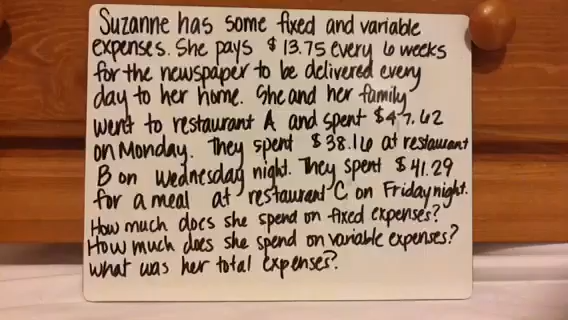 Suzanne has some fixed and variable
expenses. She pays $13.75 every 6 weeks
for the newspaper to be delivered every
day to her home. She and her family
went to restaurant A and spent $47.62
on Monday. They spent $38.16 at restaurant
B on Wednesday night. They spent $41.29
for a meal at restaurant C on Friday night.
How much does she spend on fixed expenses?
How much does she spend on variable expenses?
What was her total expenses?